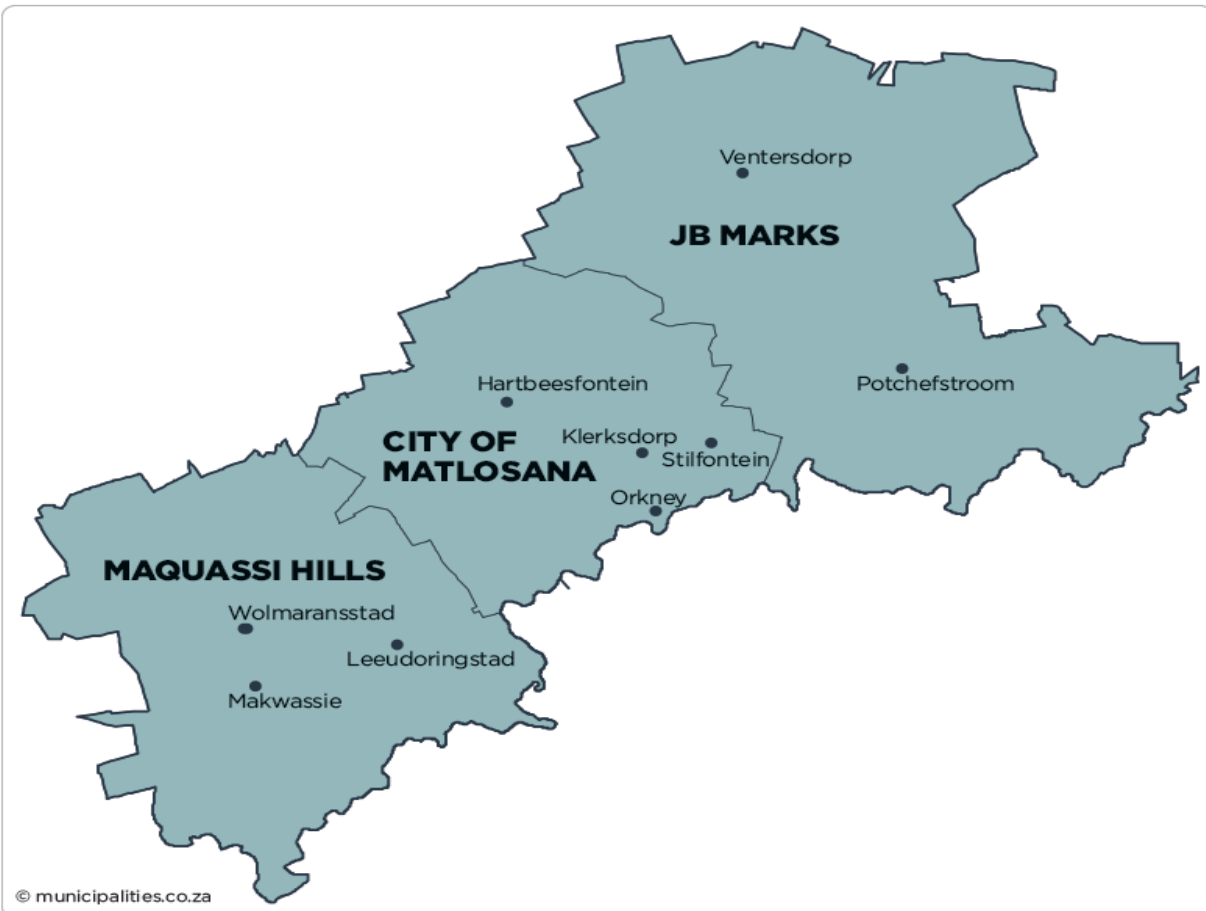 Ventersdorp
JB MARKS
Hartbeesfontein
Potchefstroom
CITY OF
MATLOSANA
Klerksdorp
Stilfontein
Orkney
MAQUASSI HILLS
Wolmaransstad
Leeudoringstad
Makwassie
© municipalities.co.za